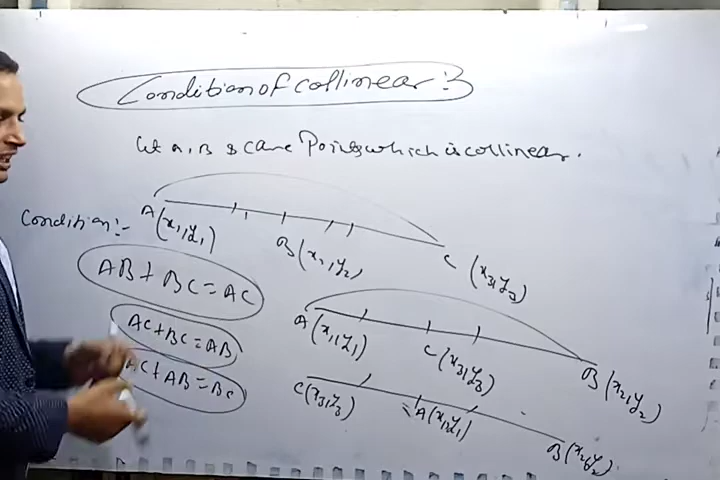 Condition of collinear :-
Let A, B & C are Points which is collinear.
Condition :-
A(x₁,y₁)
B(x₂,y₂)
C (x₃,y₃)
AB + BC = AC
AC + BC = AB
AC + AB = BC
A(x₁,y₁)
C(x₃,y₃)
B(x₂,y₂)
C(x₃,y₃)
A(x₁,y₁)
B(x₂,y₂)